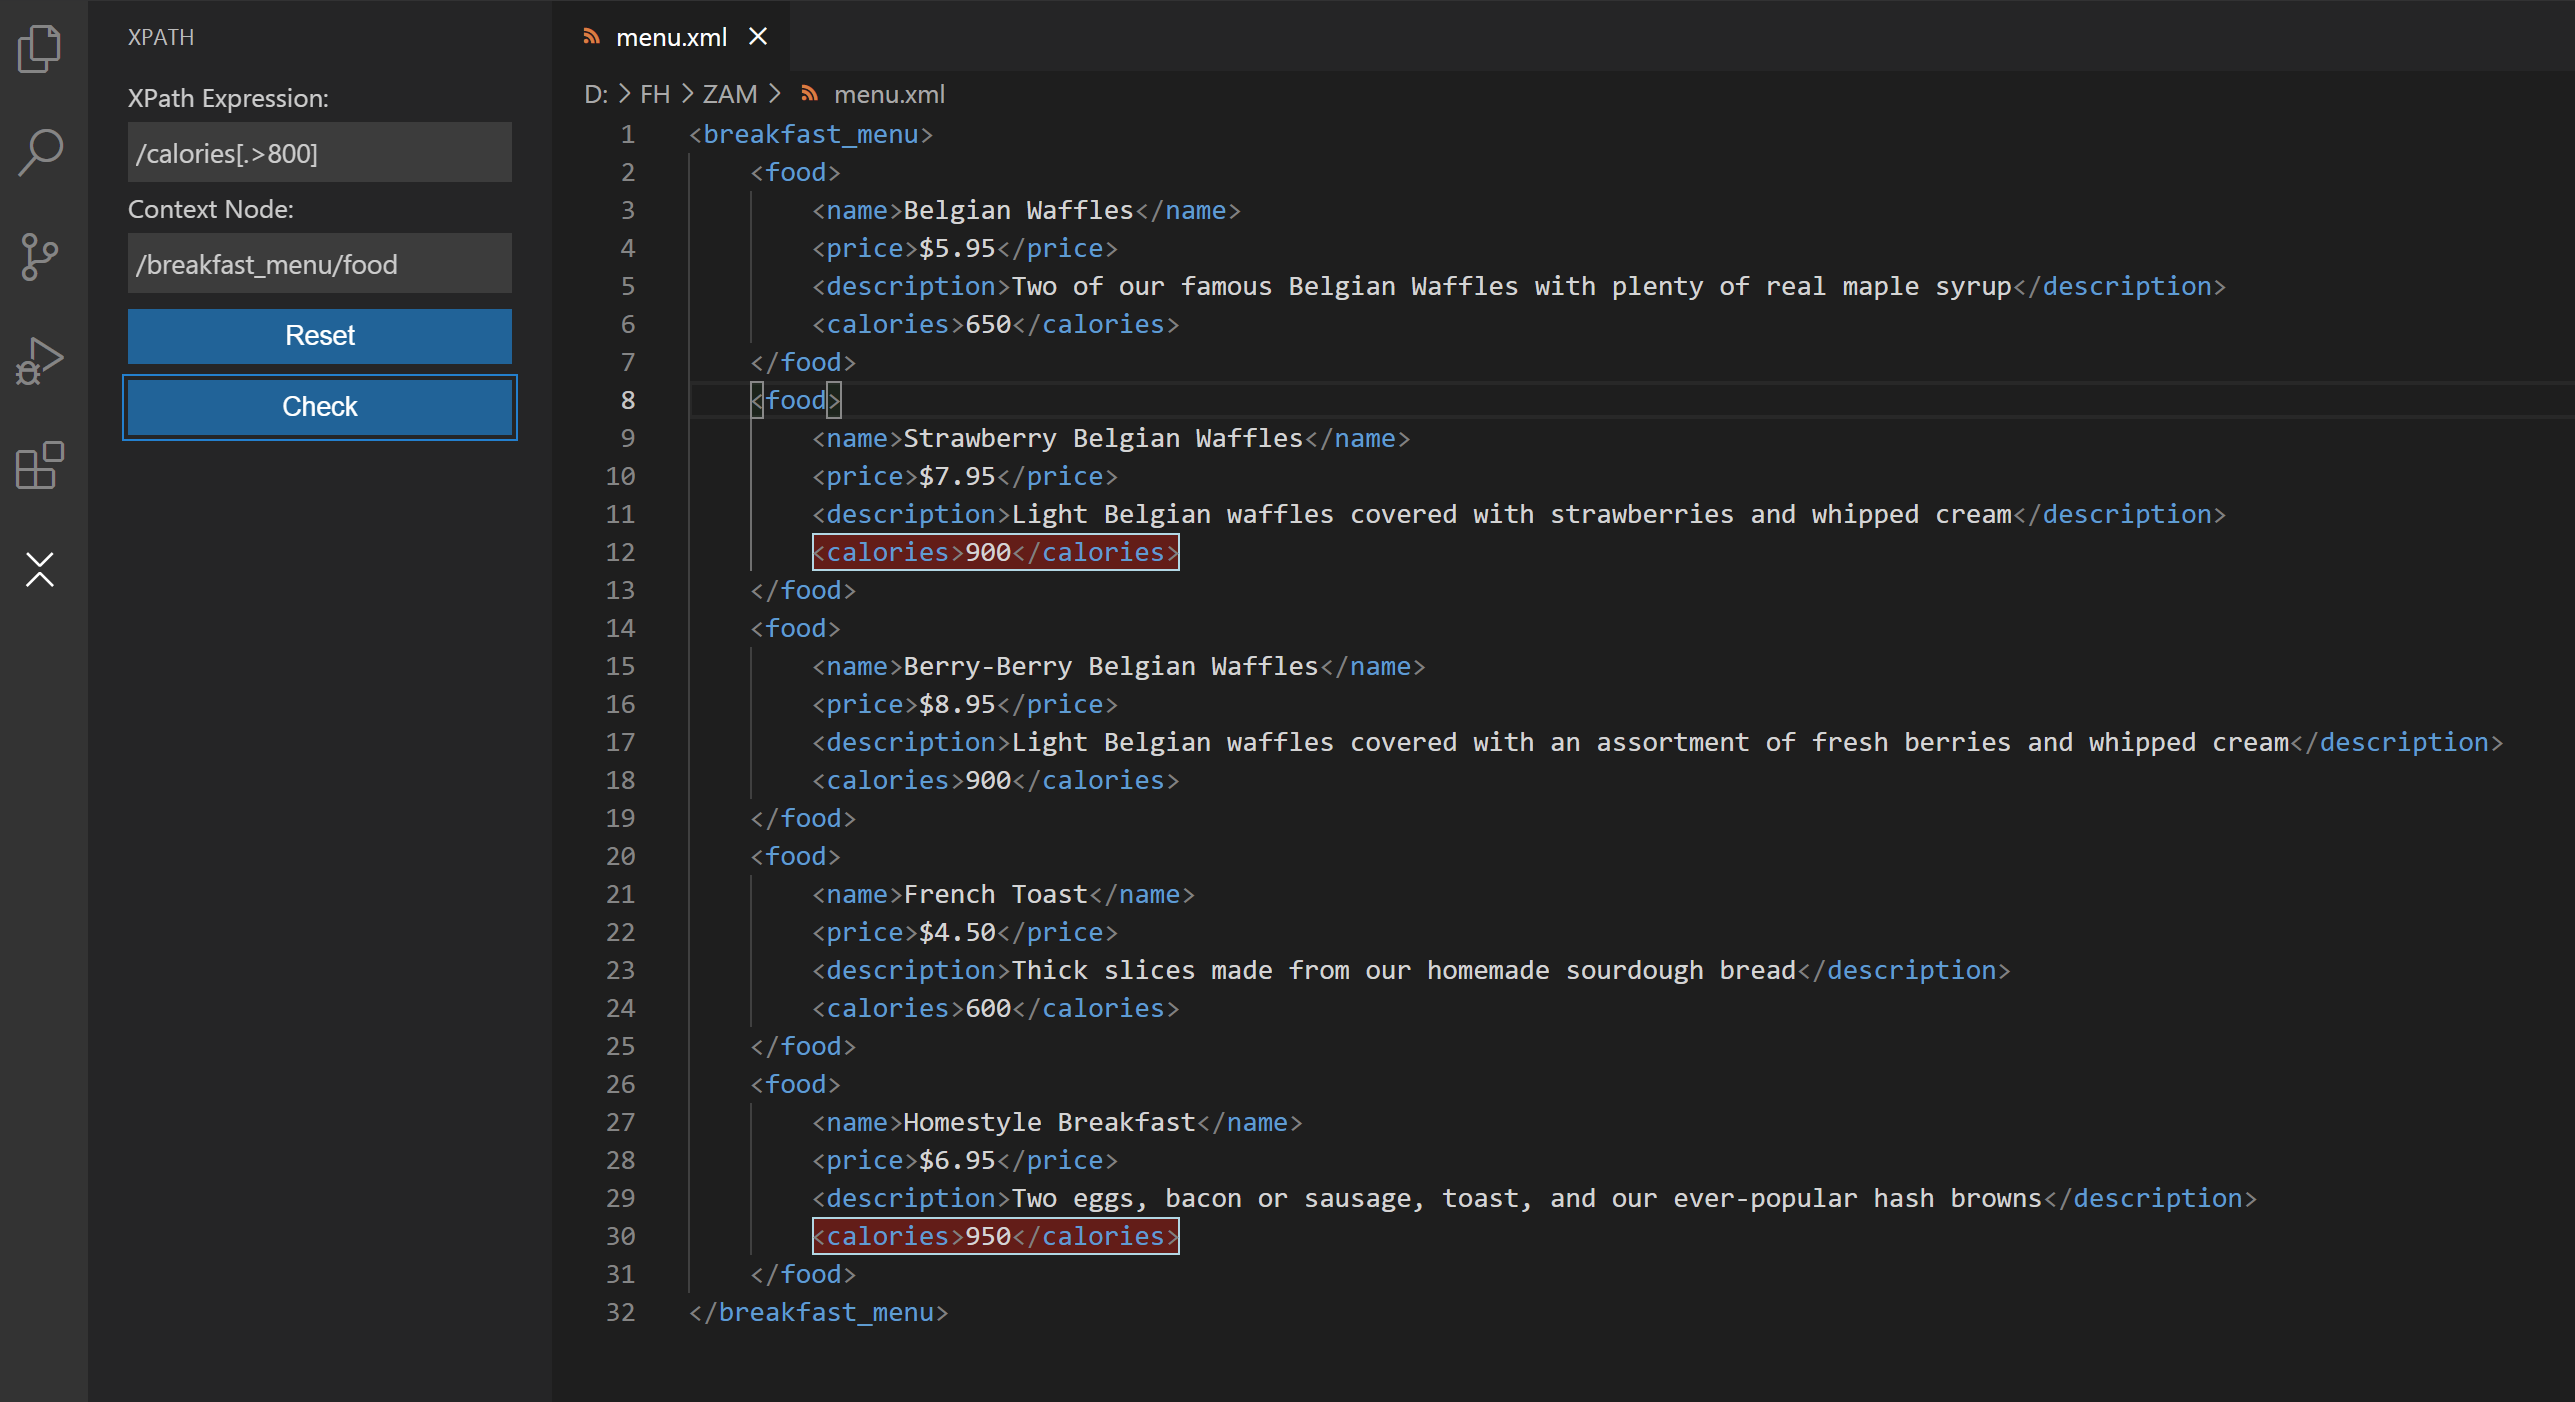 XPATH
XPath Expression:
/calories[.>800]
Context Node:
/breakfast_menu/food
Reset
Check
menu.xml
D: > FH > ZAM > menu.xml
1 <breakfast_menu>
2 <food>
3 <name>Belgian Waffles</name>
4 <price>$5.95</price>
5 <description>Two of our famous Belgian Waffles with plenty of real maple syrup</description>
6 <calories>650</calories>
7 </food>
8 <food>
9 <name>Strawberry Belgian Waffles</name>
10 <price>$7.95</price>
11 <description>Light Belgian waffles covered with strawberries and whipped cream</description>
12 <calories>900</calories>
13 </food>
14 <food>
15 <name>Berry-Berry Belgian Waffles</name>
16 <price>$8.95</price>
17 <description>Light Belgian waffles covered with an assortment of fresh berries and whipped cream</description>
18 <calories>900</calories>
19 </food>
20 <food>
21 <name>French Toast</name>
22 <price>$4.50</price>
23 <description>Thick slices made from our homemade sourdough bread</description>
24 <calories>600</calories>
25 </food>
26 <food>
27 <name>Homestyle Breakfast</name>
28 <price>$6.95</price>
29 <description>Two eggs, bacon or sausage, toast, and our ever-popular hash browns</description>
30 <calories>950</calories>
31 </food>
32 </breakfast_menu>